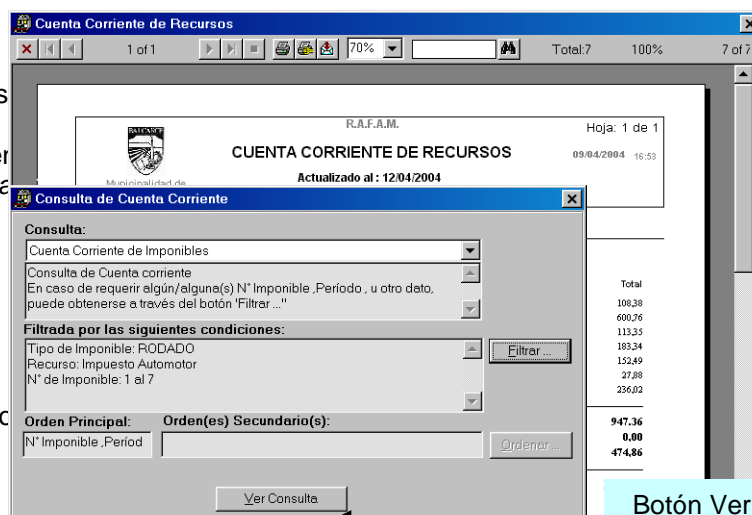 Cuenta Corriente de Recursos
1 of 1 70% Total:7 100% 7 of 7
R.A.F.A.M.
Hoja: 1 de 1
BALCARCE
CUENTA CORRIENTE DE RECURSOS
09/04/2004 16:53
Municipalidad de
Actualizado al : 12/04/2004
Consulta de Cuenta Corriente
Consulta:
Cuenta Corriente de Imponibles
Consulta de Cuenta corriente
En caso de requerir algún/alguna(s) N° Imponible ,Período , u otro dato,
puede obtenerse a través del botón 'Filtrar ..."
Filtrada por las siguientes condiciones:
Tipo de Imponible: RODADO
Recurso: Impuesto Automotor
N° de Imponible: 1 al 7
Filtrar ...
Orden Principal: Orden(es) Secundario(s):
N° Imponible ,Períod
Ordenar ...
Ver Consulta
Total
108,38
600,76
113,35
183,34
152,49
27,88
236,02
947.36
0,00
474,86
Botón Ver